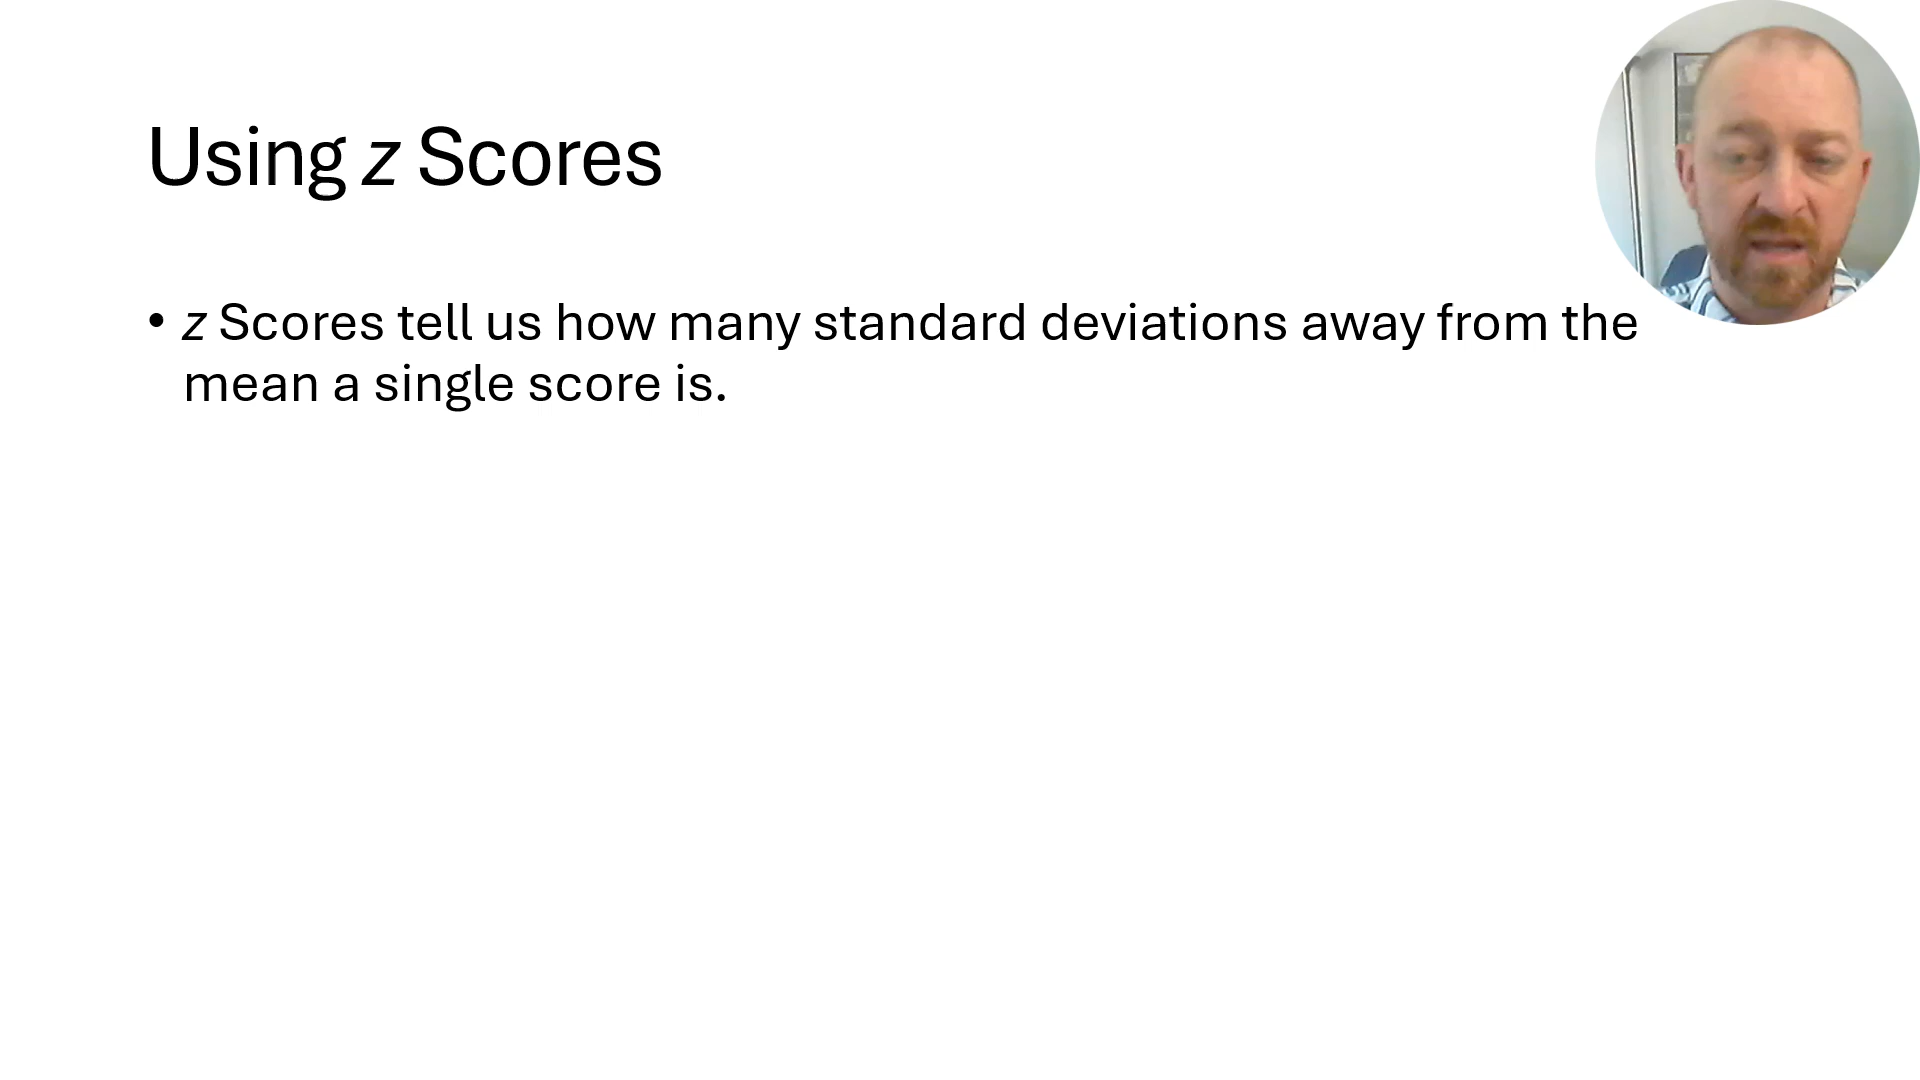 Using z Scores
• z Scores tell us how many standard deviations away from the
mean a single score is.